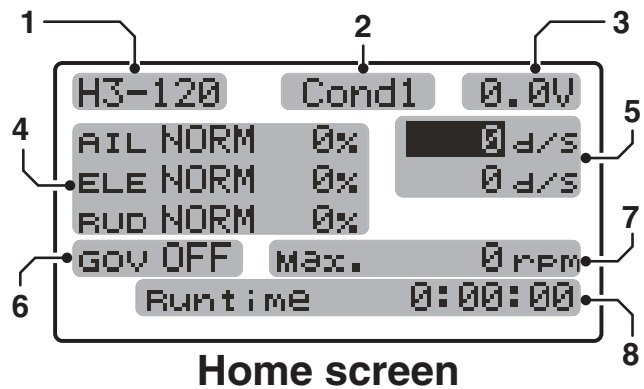 1 2 3
H3-120 Cond1 0.0V
4 AIL NORM 0% 0 d/s 5
ELE NORM 0% 0 d/s
RUD NORM 0% 7
GOV OFF Max. 0 rpm
6 Runtime 0:00:00 8
Home screen